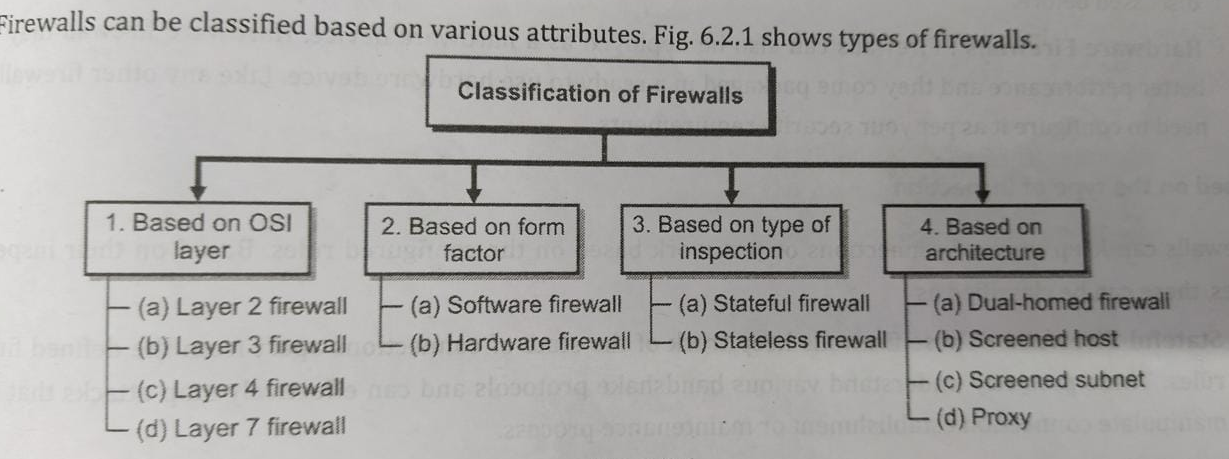 Firewalls can be classified based on various attributes. Fig. 6.2.1 shows types of firewalls.
Classification of Firewalls
1. Based on OSI
layer
(a) Layer 2 firewall
(b) Layer 3 firewall
(c) Layer 4 firewall
(d) Layer 7 firewall
2. Based on form
factor
(a) Software firewall
(b) Hardware firewall
3. Based on type of
inspection
(a) Stateful firewall
(b) Stateless firewall
4. Based on
architecture
(a) Dual-homed firewall
(b) Screened host
(c) Screened subnet
(d) Proxy